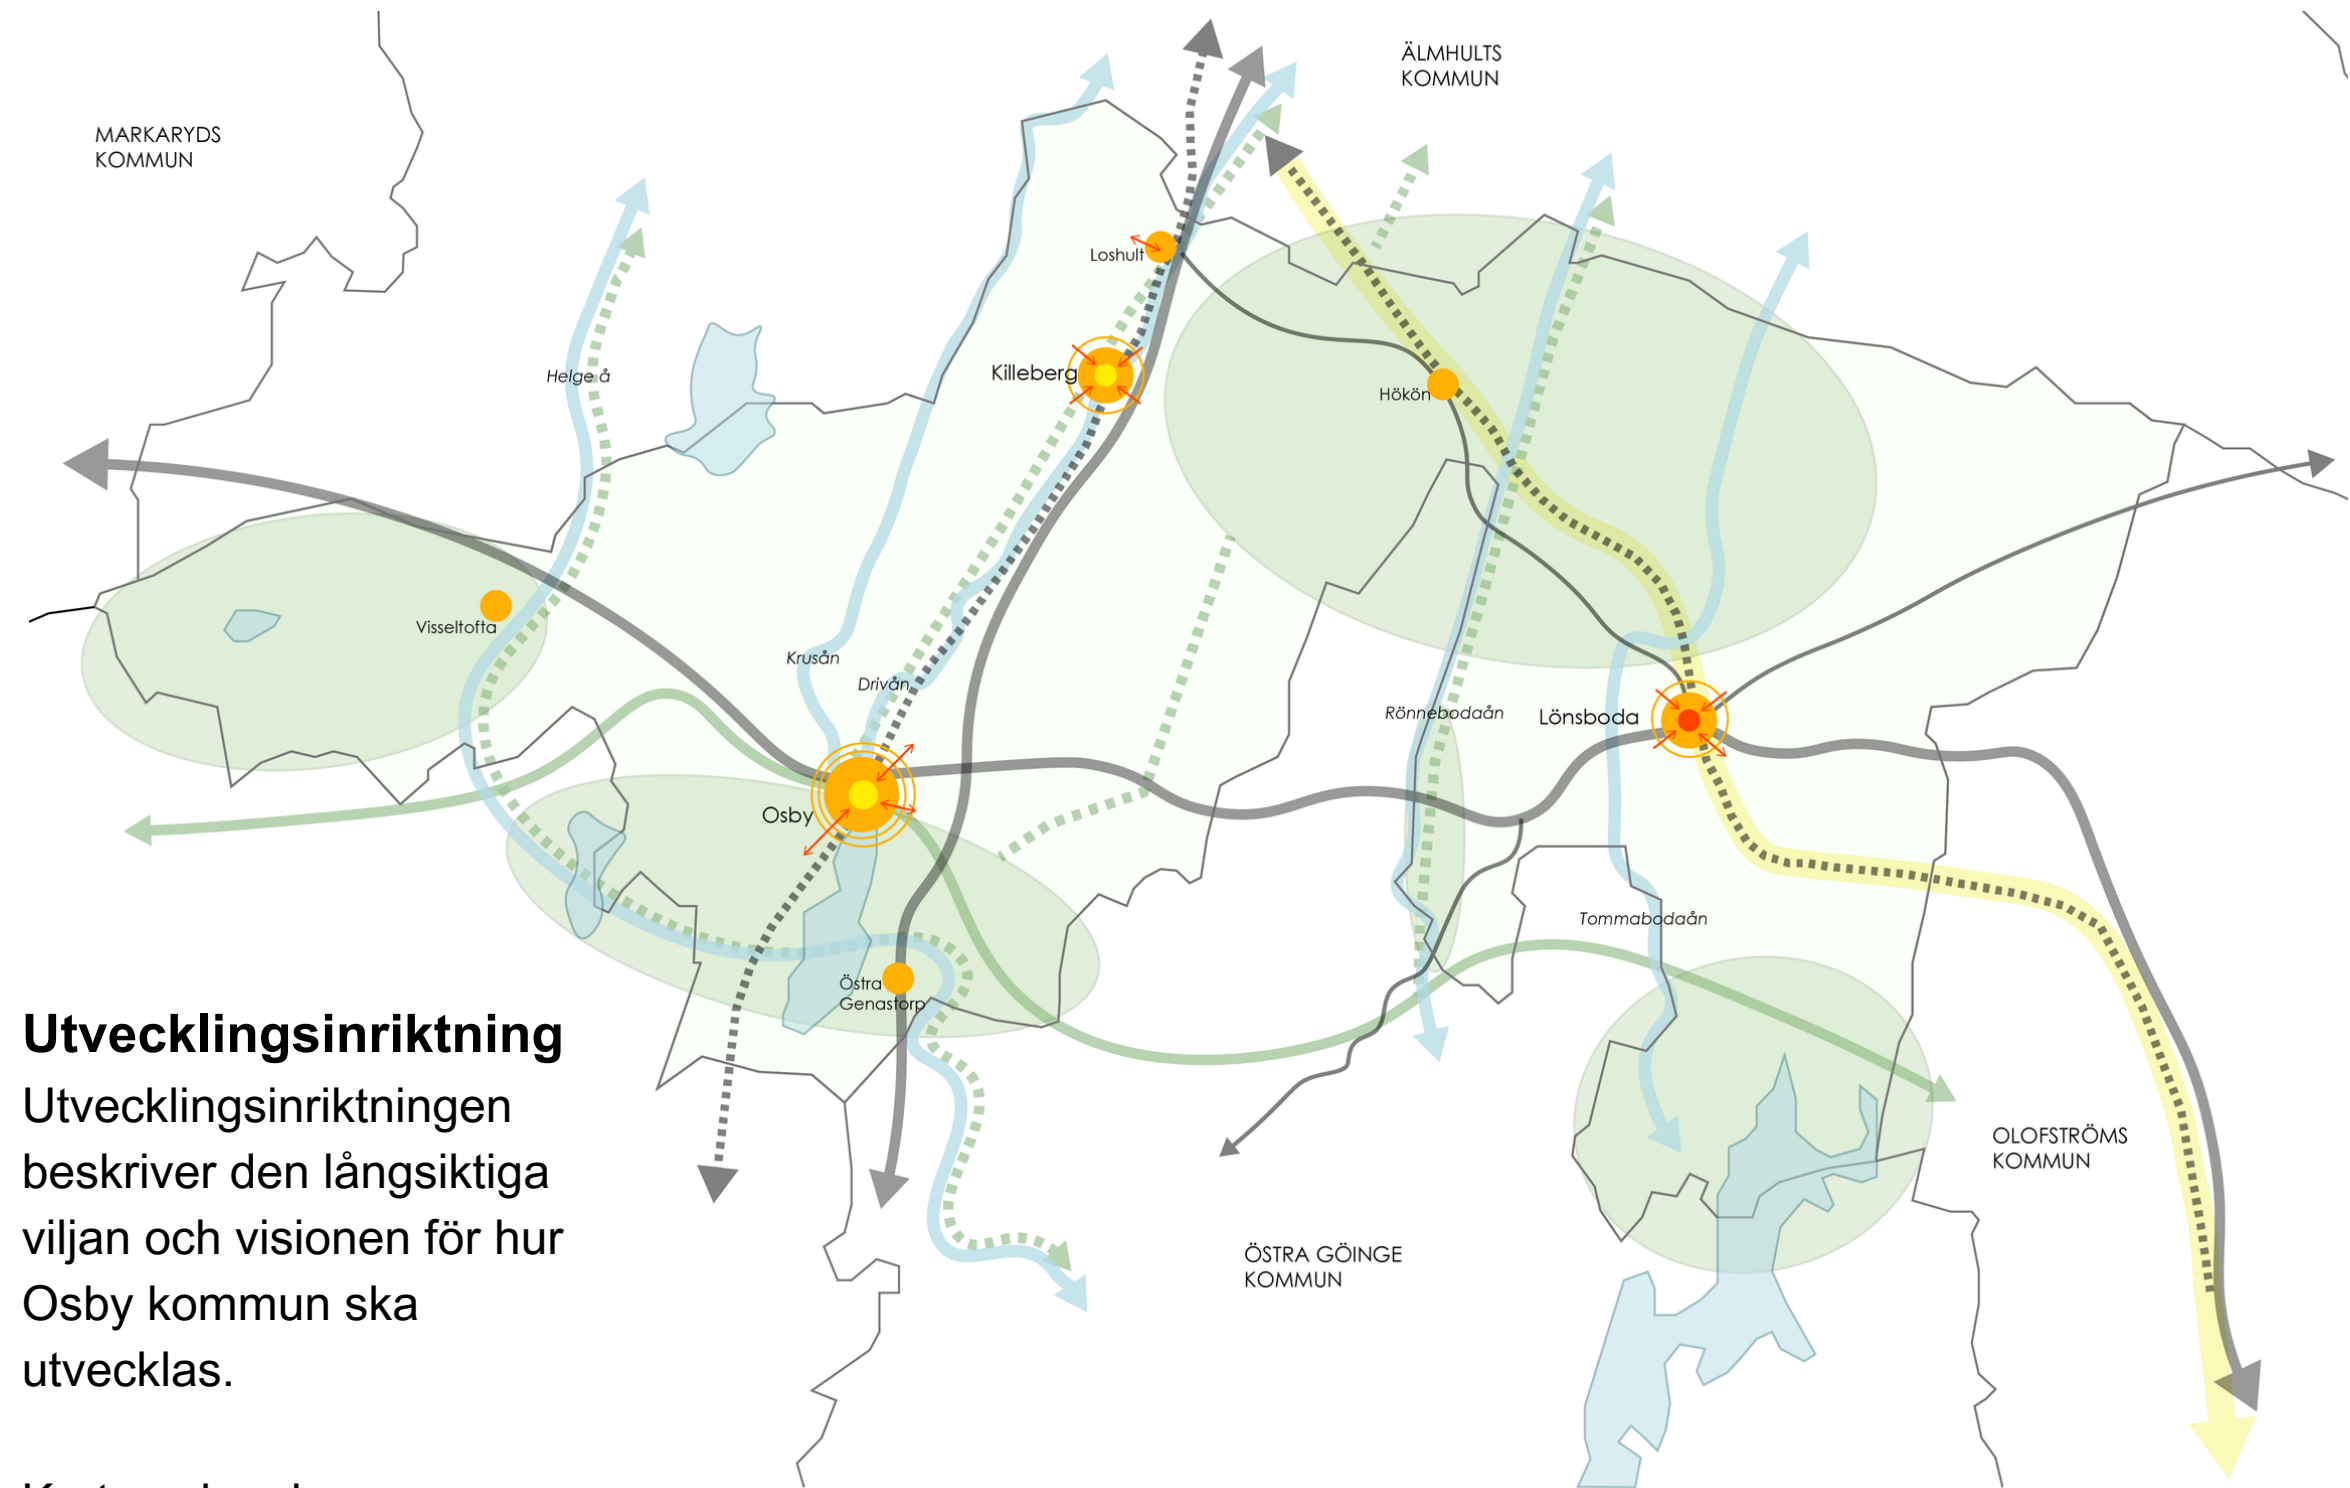 ÄLMHULTS
KOMMUN
MARKARYDS
KOMMUN
Loshult
Helge å
Killeberg
Hökön
Visseltofta
Krusån
Drivån
Rönnebodaån
Lönsboda
Osby
Tommabodaån
Östra
Genastorp
OLOFSTRÖMS
KOMMUN
ÖSTRA GÖINGE
KOMMUN
Utvecklingsinriktning
Utvecklingsinriktningen
beskriver den långsiktiga
viljan och visionen för hur
Osby kommun ska
utvecklas.